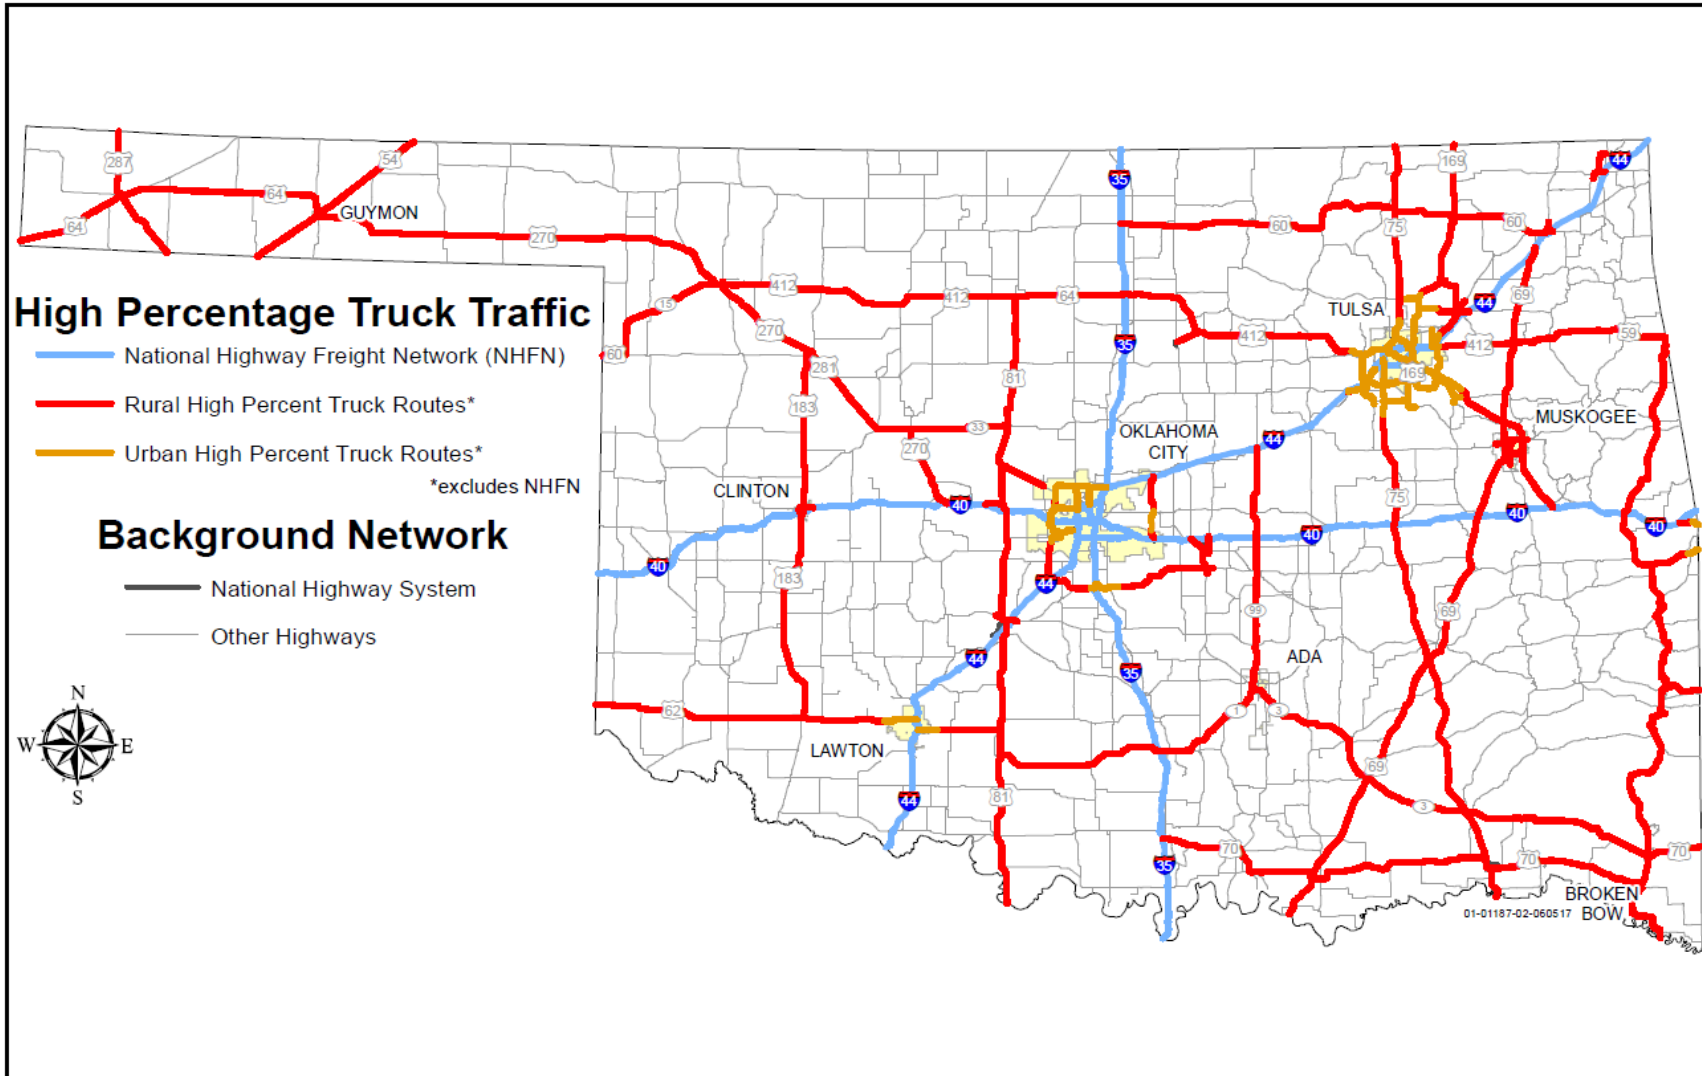 287
54
64
GUYMON
64
270
High Percentage Truck Traffic
National Highway Freight Network (NHFN)
Rural High Percent Truck Routes*
Urban High Percent Truck Routes*
*excludes NHFN
Background Network
National Highway System
Other Highways
N
W
E
S
15
60
412
270
281
183
412
64
81
33
270
CLINTON
40
40
183
62
LAWTON
44
44
44
81
35
35
OKLAHOMA
CITY
44
40
99
ADA
1
3
35
35
70
60
75
169
44
60
TULSA
44
69
412
412
59
169
MUSKOGEE
75
40
40
69
69
3
70
70
BROKEN
BOW
01-01187-02-060517